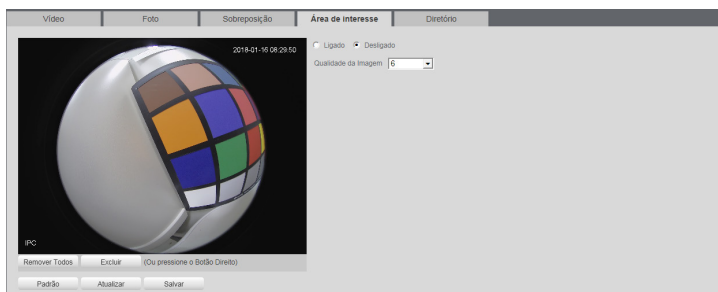 Vídeo Foto Sobreposição Área de interesse Diretório
2018-01-16 08:29:50
Ligado Desligado
Qualidade da Imagem 6
IPC
Remover Todos Excluir (Ou pressione o Botão Direito)
Padrão Atualizar Salvar